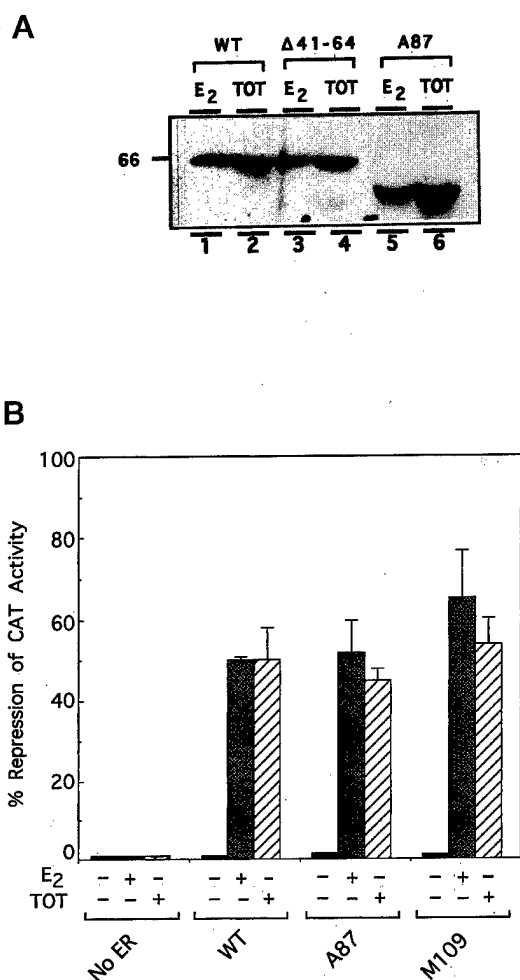 A
WT Δ41-64 A87
E2 TOT E2 TOT E2 TOT
66
1 2 3 4 5 6
B
% Repression of CAT Activity
100
80
60
40
20
0
E2 - + - - + - - + - - + -
TOT - - + - - + - - + - - +
No ER WT A87 M109